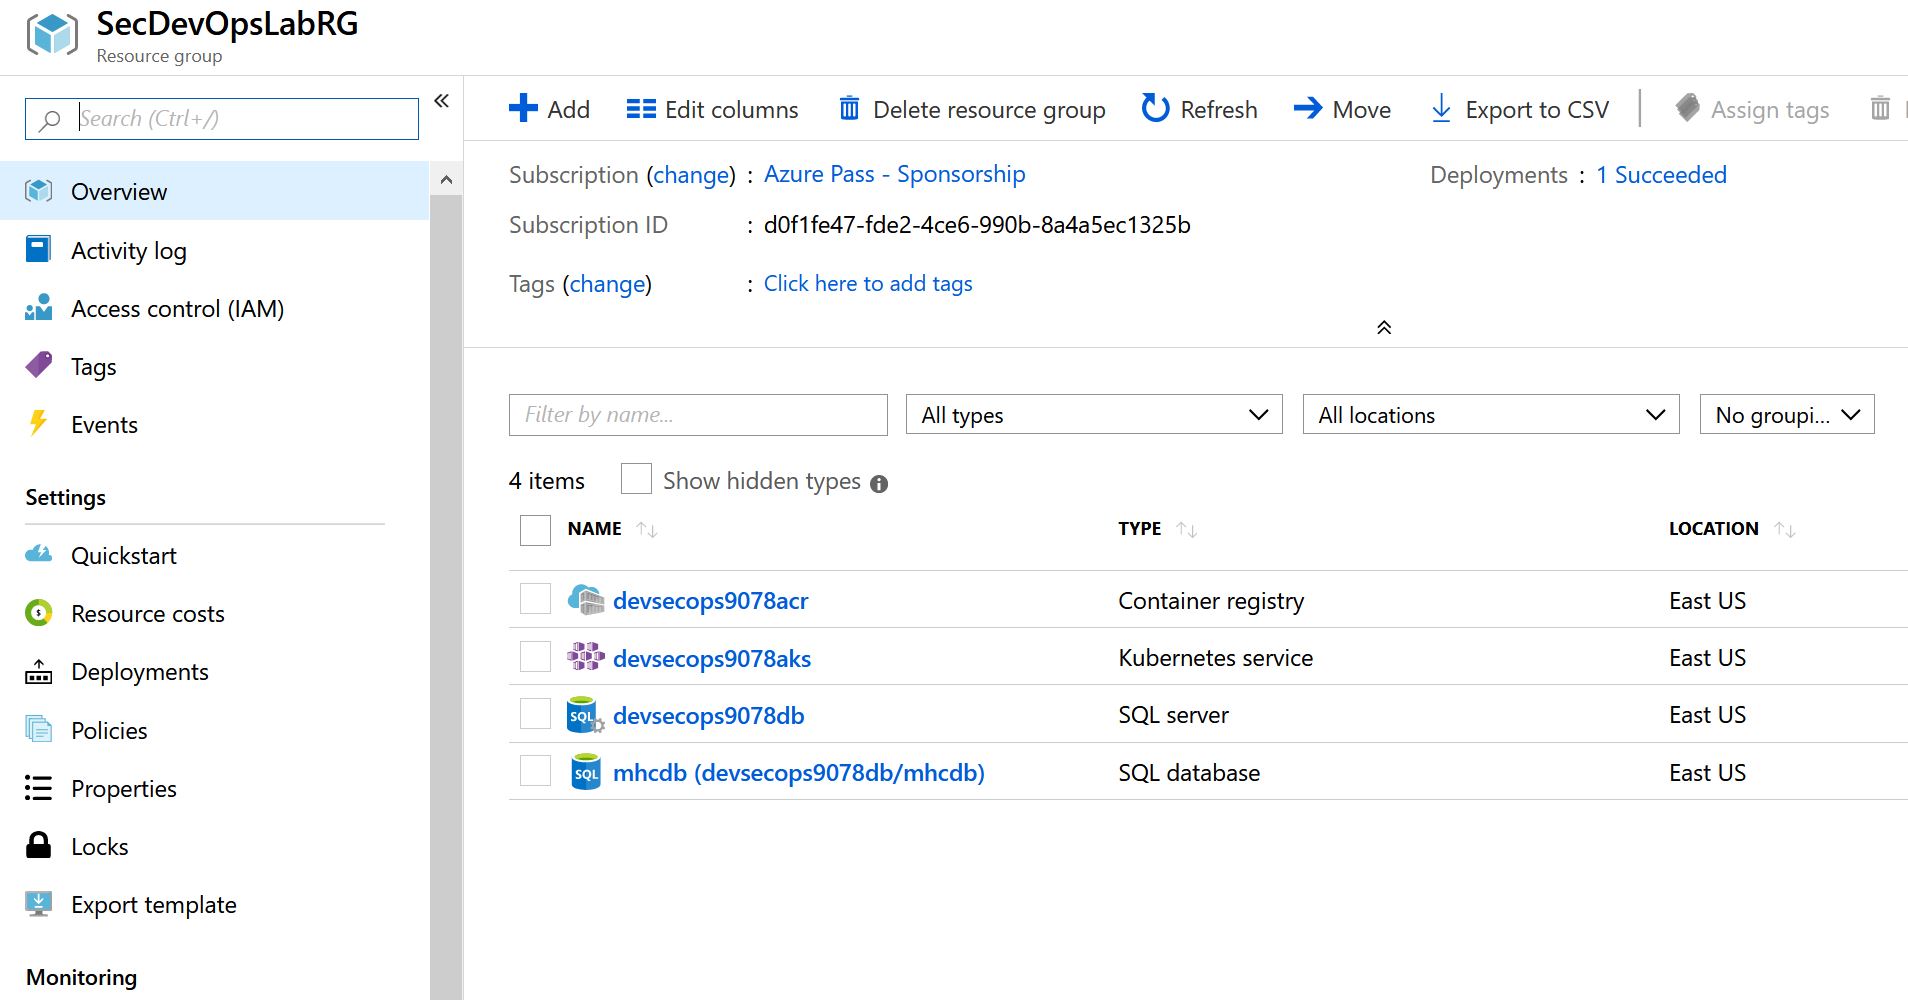 SecDevOpsLabRG
Resource group
Search (Ctrl+/)
«
Overview
Activity log
Access control (IAM)
Tags
Events
Settings
Quickstart
Resource costs
Deployments
Policies
Properties
Locks
Export template
Monitoring
Add Edit columns Delete resource group Refresh Move Export to CSV Assign tags
Subscription (change) : Azure Pass - Sponsorship
Deployments : 1 Succeeded
Subscription ID : d0f1fe47-fde2-4ce6-990b-8a4a5ec1325b
Tags (change) : Click here to add tags
Filter by name... All types All locations No groupi...
4 items Show hidden types
NAME TYPE LOCATION
devsecops9078acr Container registry East US
devsecops9078aks Kubernetes service East US
SQL devsecops9078db SQL server East US
SQL mhcdb (devsecops9078db/mhcdb) SQL database East US